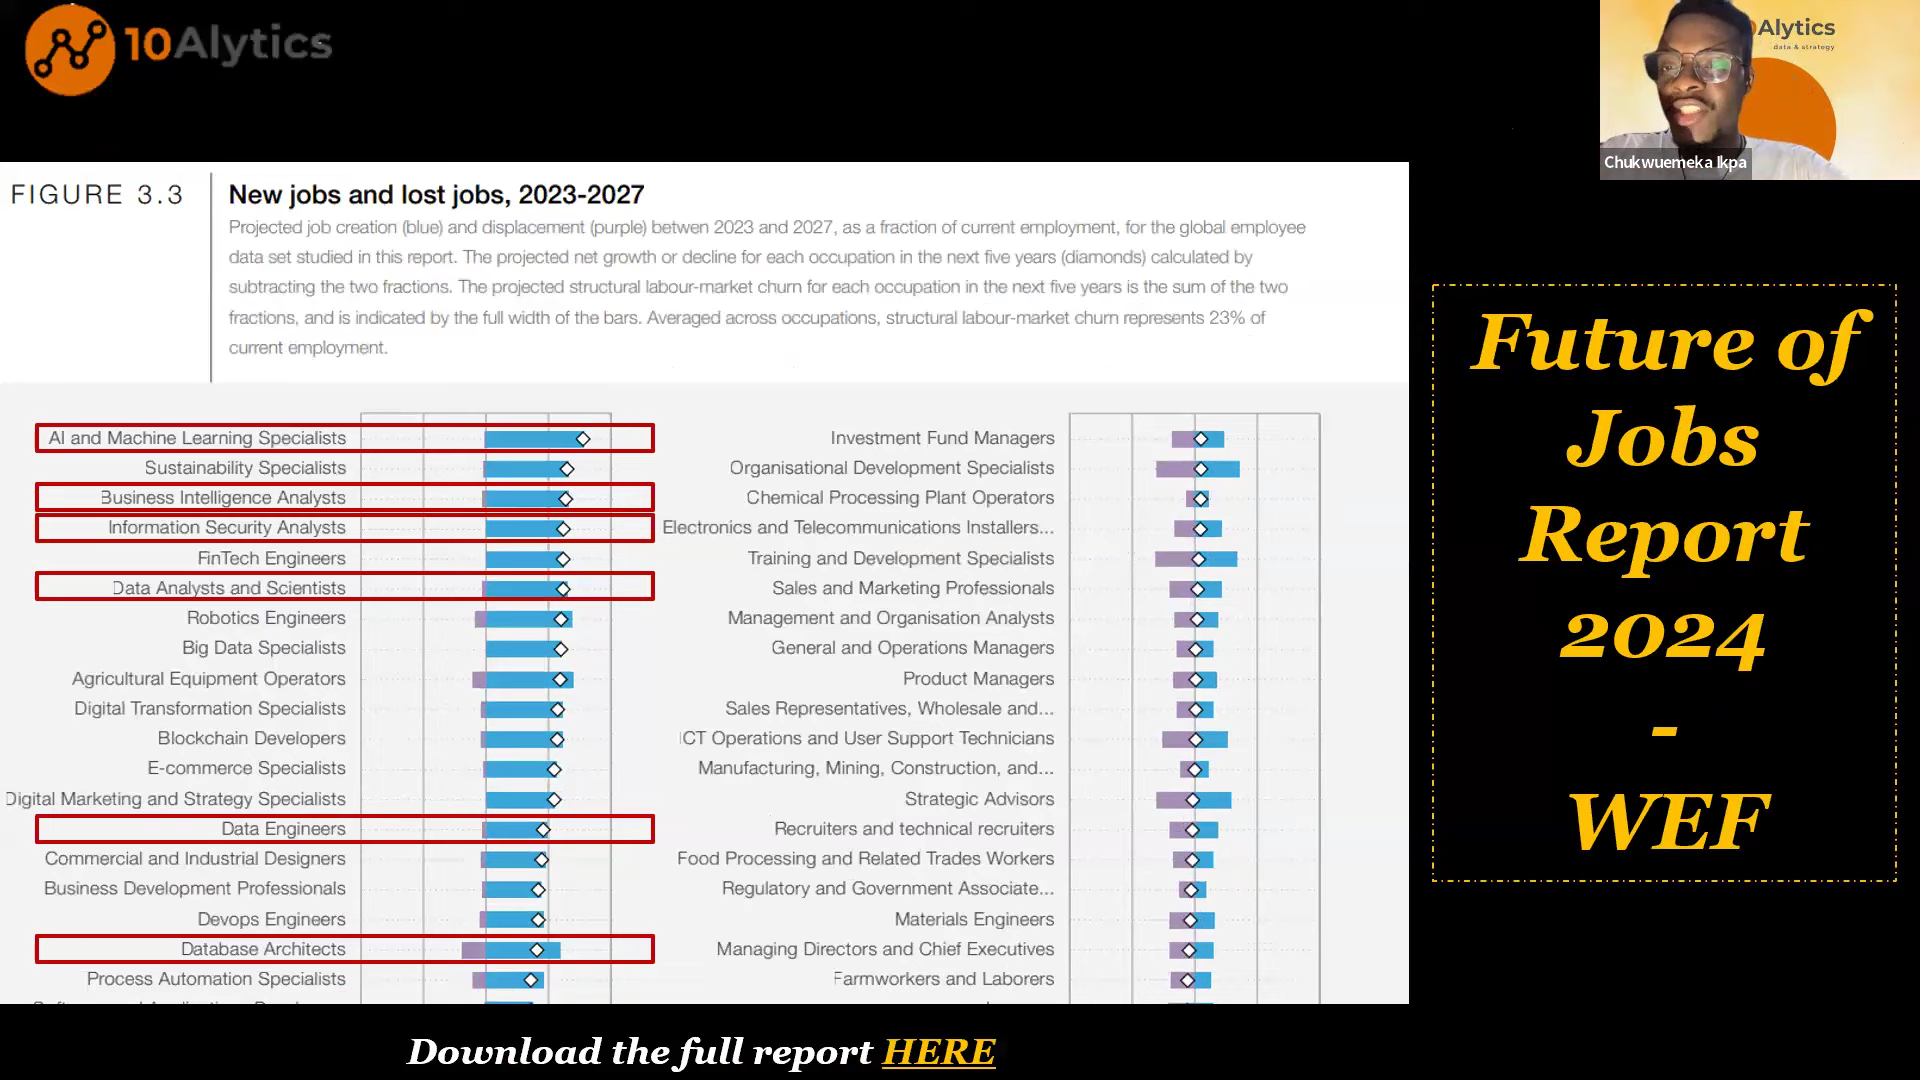 10Alytics
Alytics
data & strategy
Chukwuemeka Ikpa
FIGURE 3.3
New jobs and lost jobs, 2023-2027
Projected job creation (blue) and displacement (purple) betwen 2023 and 2027, as a fraction of current employment, for the global employee
data set studied in this report. The projected net growth or decline for each occupation in the next five years (diamonds) calculated by
subtracting the two fractions. The projected structural labour-market churn for each occupation in the next five years is the sum of the two
fractions, and is indicated by the full width of the bars. Averaged across occupations, structural labour-market churn represents 23% of
current employment.
AI and Machine Learning Specialists
Sustainability Specialists
Business Intelligence Analysts
Information Security Analysts
FinTech Engineers
Data Analysts and Scientists
Robotics Engineers
Big Data Specialists
Agricultural Equipment Operators
Digital Transformation Specialists
Blockchain Developers
E-commerce Specialists
Digital Marketing and Strategy Specialists
Data Engineers
Commercial and Industrial Designers
Business Development Professionals
Devops Engineers
Database Architects
Process Automation Specialists
Investment Fund Managers
Organisational Development Specialists
Chemical Processing Plant Operators
Electronics and Telecommunications Installers...
Training and Development Specialists
Sales and Marketing Professionals
Management and Organisation Analysts
General and Operations Managers
Product Managers
Sales Representatives, Wholesale and...
ICT Operations and User Support Technicians
Manufacturing, Mining, Construction, and...
Strategic Advisors
Recruiters and technical recruiters
Food Processing and Related Trades Workers
Regulatory and Government Associate...
Materials Engineers
Managing Directors and Chief Executives
Farmworkers and Laborers
Future of
Jobs
Report
2024
-
WEF
Download the full report HERE